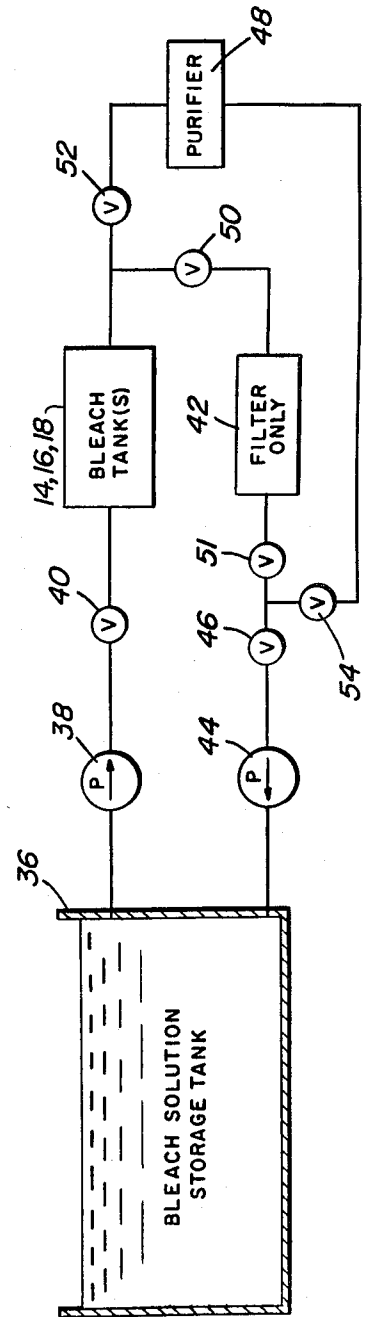 36
38
P
40
V
14, 16, 18
BLEACH
TANK(S)
52
V
PURIFIER
48
50
V
BLEACH SOLUTION
STORAGE TANK
44
P
46
V
51
V
42
FILTER
ONLY
54
V